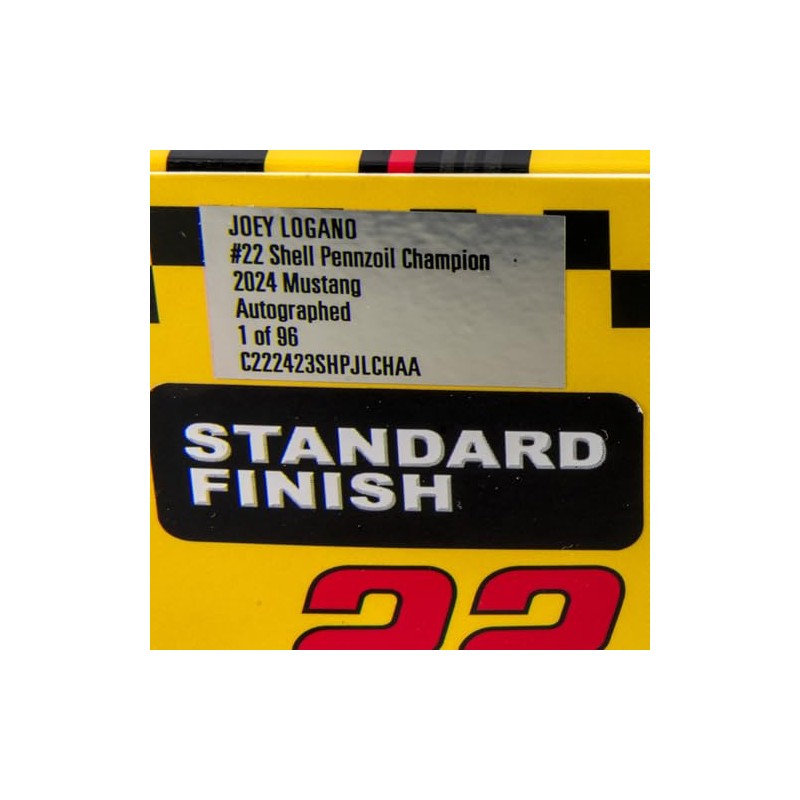 JOEY LOGANO
#22 Shell Pennzoil Champion
2024 Mustang
Autographed
1 of 96
C222423SHPJLCHAA
STANDARD
FINISH
22